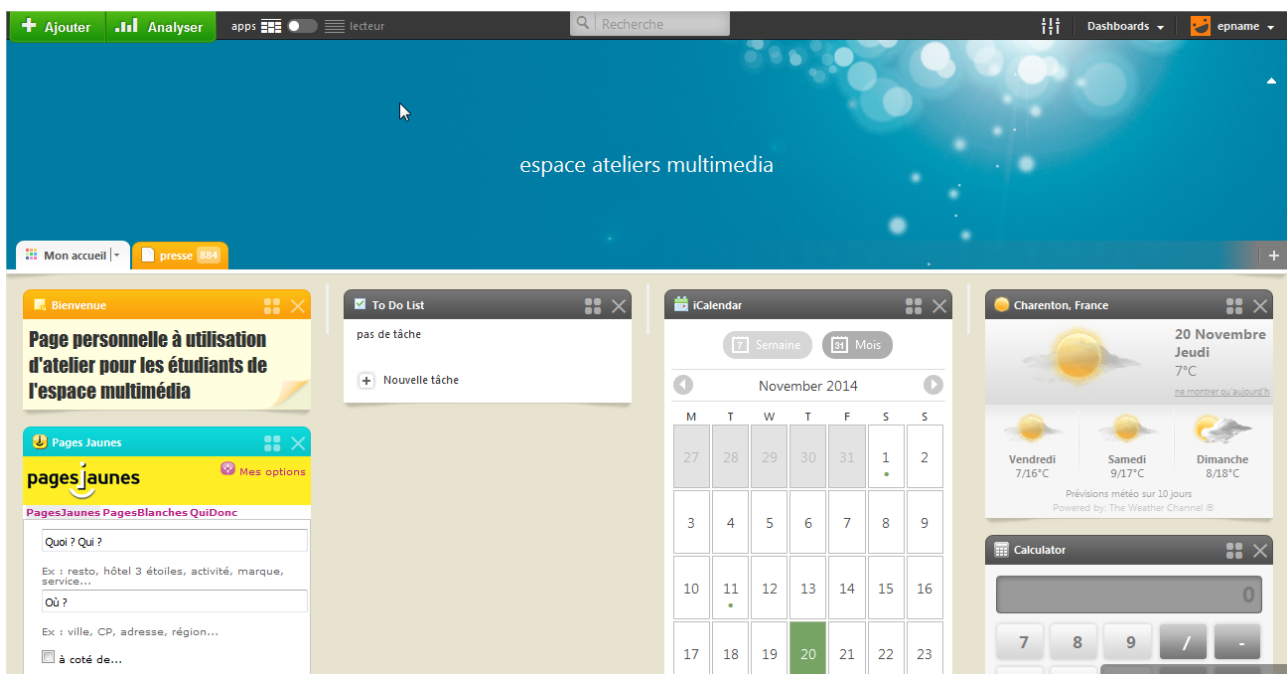 Ajouter Analyser apps lecteur Recherche Dashboards epname
espace ateliers multimedia
Mon accueil presse 884
Bienvenue
Page personnelle à utilisation
d'atelier pour les étudiants de
l'espace multimédia
Pages Jaunes
pagesjaunes Mes options
PagesJaunes PagesBlanches QuiDonc
Quoi ? Qui ?
Ex : resto, hôtel 3 étoiles, activité, marque,
service...
Où ?
Ex : ville, CP, adresse, région...
à coté de...
To Do List
pas de tâche
Nouvelle tâche
iCalendar
7 Semaine 31 Mois
November 2014
M T W T F S S
27 28 29 30 31 1 2
3 4 5 6 7 8 9
10 11 12 13 14 15 16
17 18 19 20 21 22 23
Charenton, France
20 Novembre
Jeudi
7°C
ne montrer qu'aujourd'h
Vendredi Samedi Dimanche
7/16°C 9/17°C 8/18°C
Prévisions météo sur 10 jours
Powered by: The Weather Channel ®
Calculator
0
7 8 9 / -